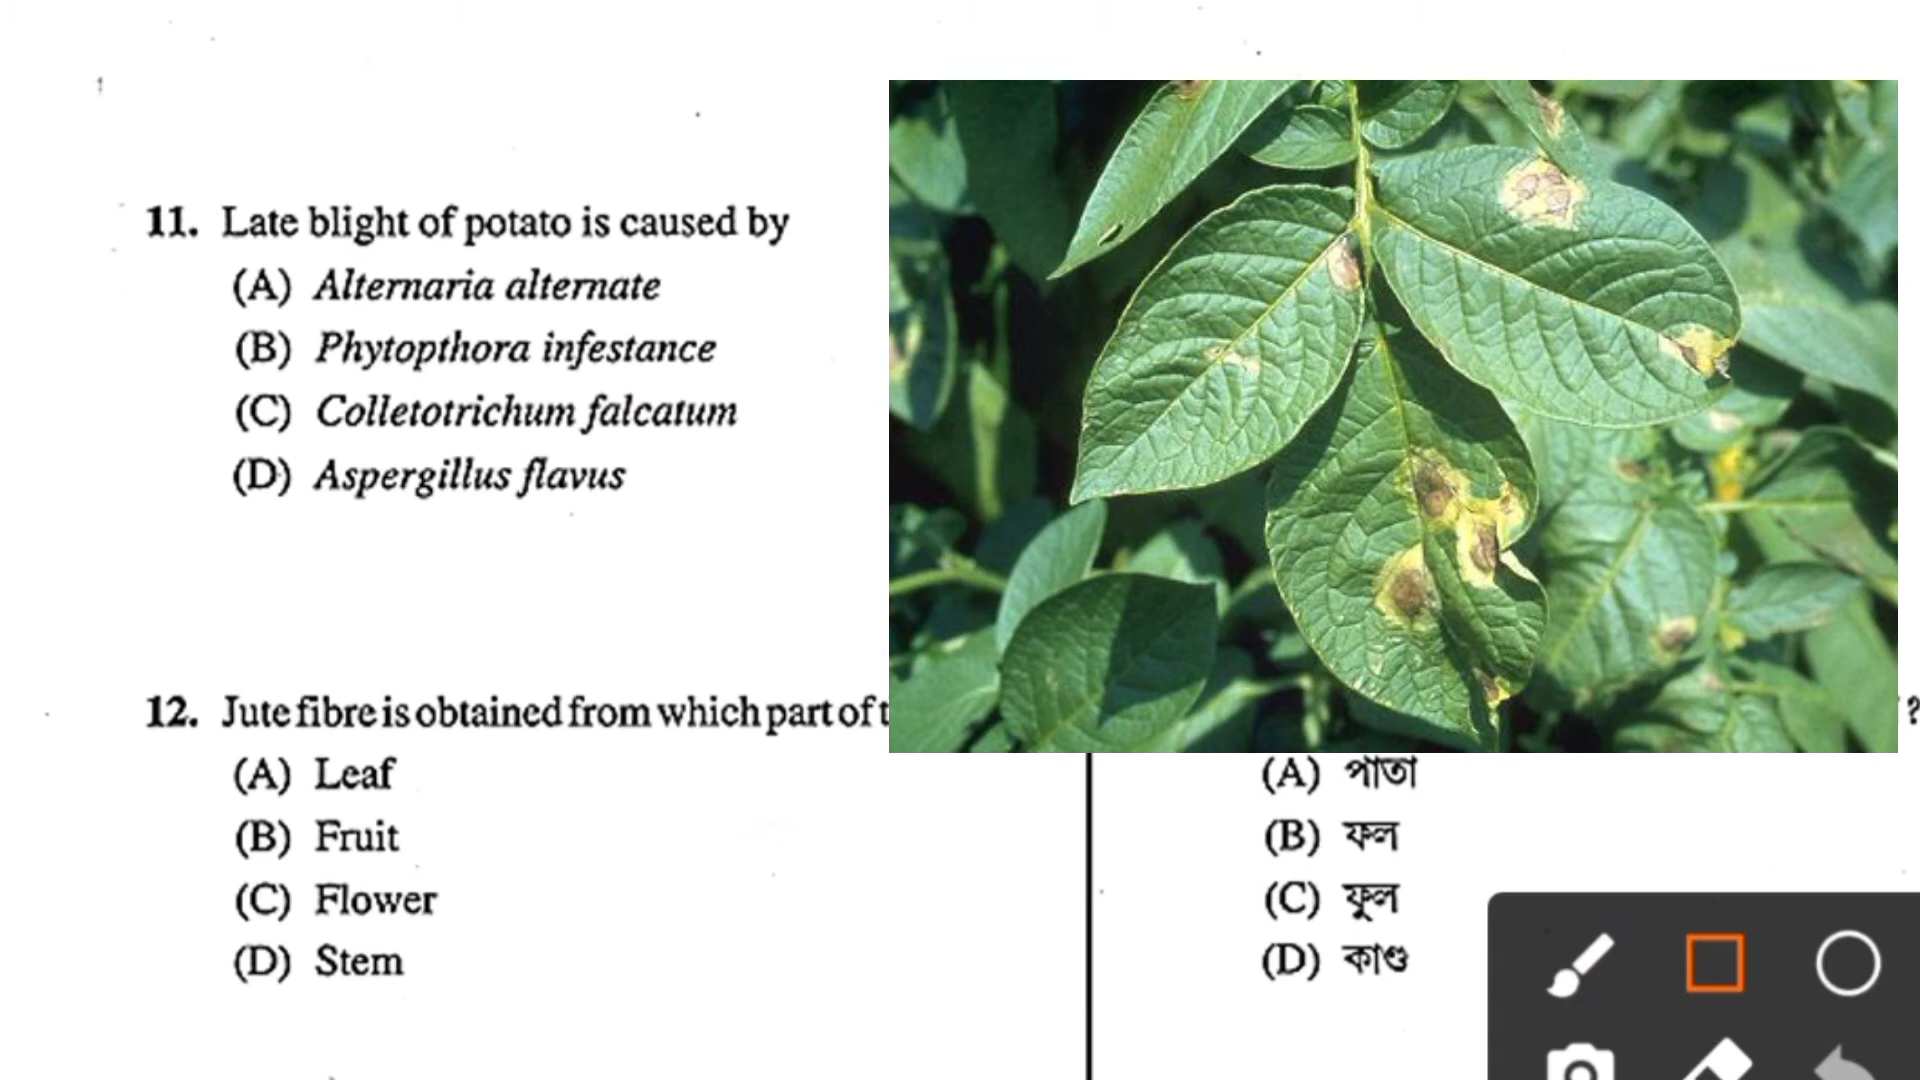 11. Late blight of potato is caused by
(A) Alternaria alternate
(B) Phytopthora infestance
(C) Colletotrichum falcatum
(D) Aspergillus flavus
12. Jute fibre is obtained from which part of t
(A) Leaf
(B) Fruit
(C) Flower
(D) Stem
?
(A) পাতা
(B) ফল
(C) ফুল
(D) কাণ্ড